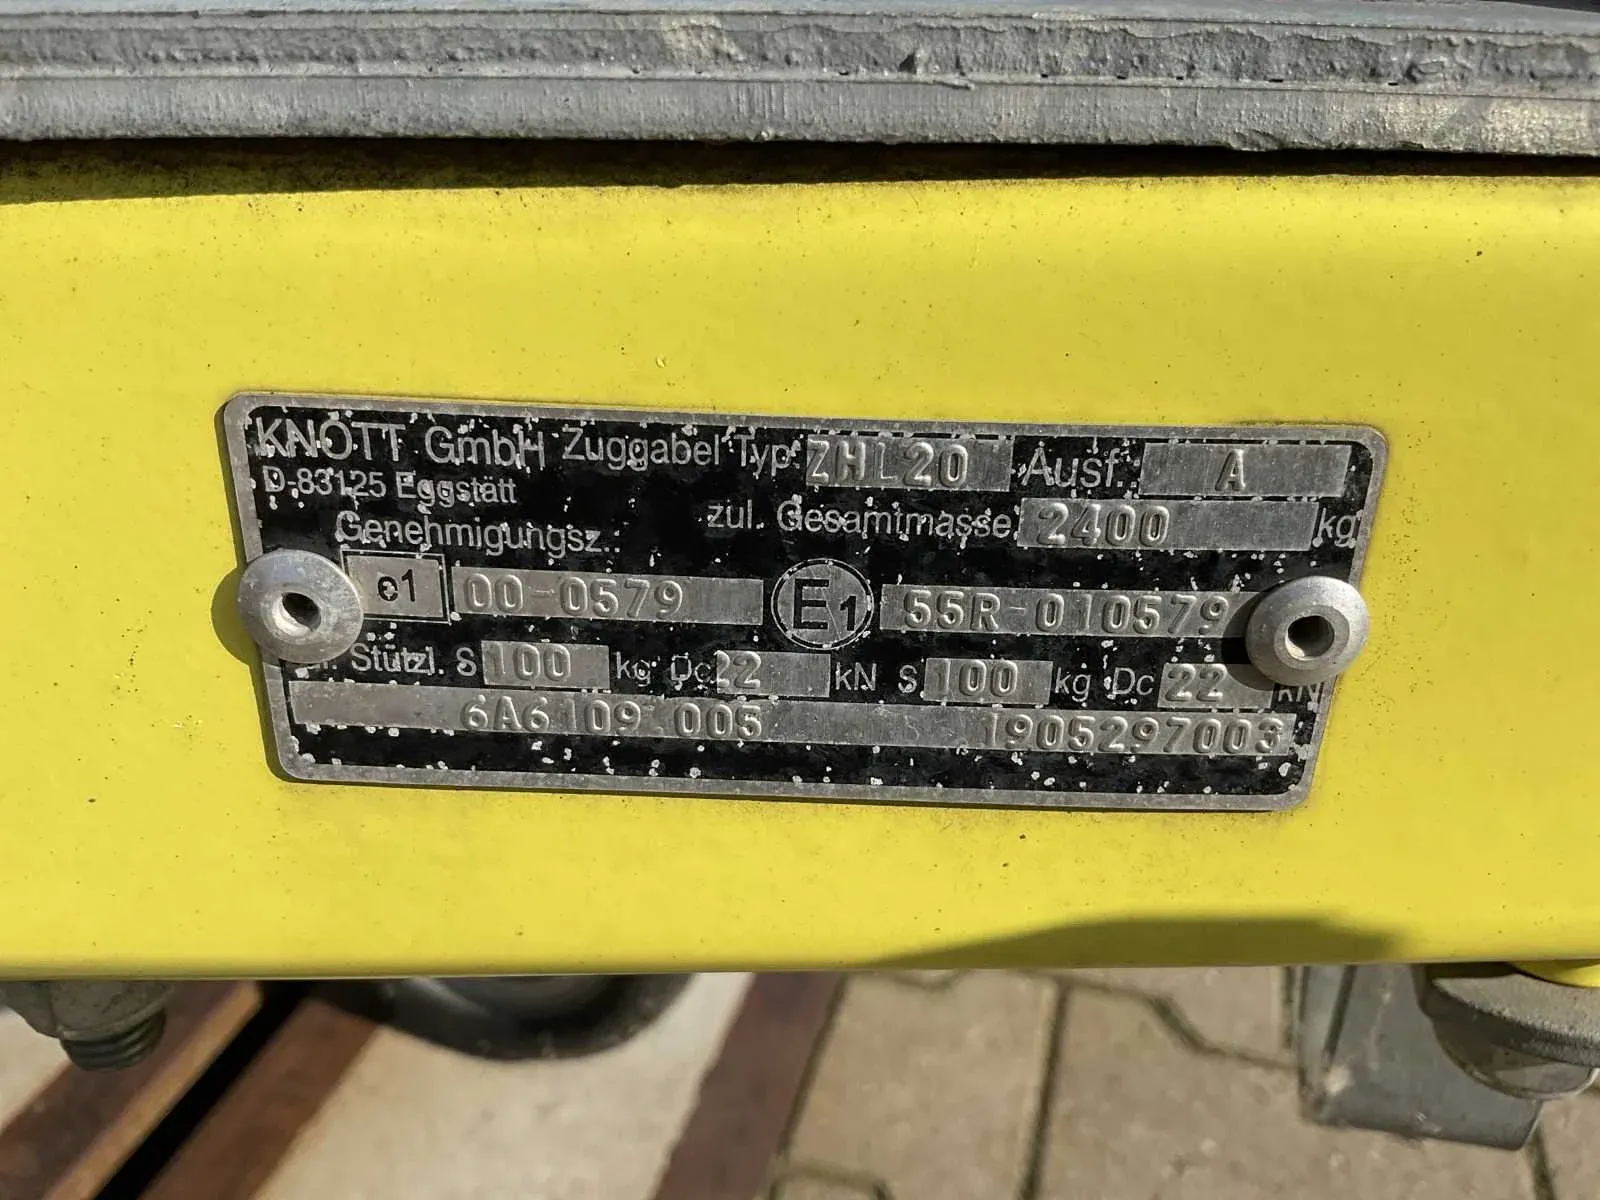 KNOTT GmbH Zuggabel Typ: ZHL20 Ausf.: A
D-83125 Eggstätt
zul. Gesamtmasse 2400 kg
Genehmigungsz.:
e1 00-0579 E1 55R-010579
Stützl. S 100 kg Dc 22 kN S 100 kg Dc 22 kN
6A6109.005 1905297003